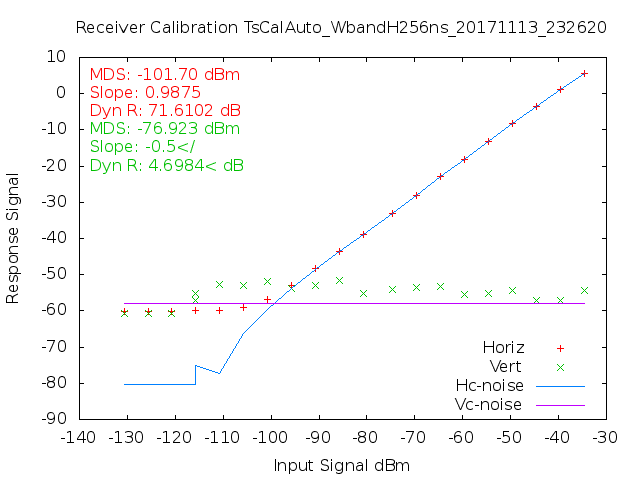 Receiver Calibration TsCalAuto_WbandH256ns_20171113_232620
10
0
-10
-20
-30
-40
-50
-60
-70
-80
-90
Response Signal
MDS: -101.70 dBm
Slope: 0.9875
Dyn R: 71.6102 dB
MDS: -76.923 dBm
Slope: -0.5</
Dyn R: 4.6984< dB
Horiz
Vert
Hc-noise
Vc-noise
-140 -130 -120 -110 -100 -90 -80 -70 -60 -50 -40 -30
Input Signal dBm